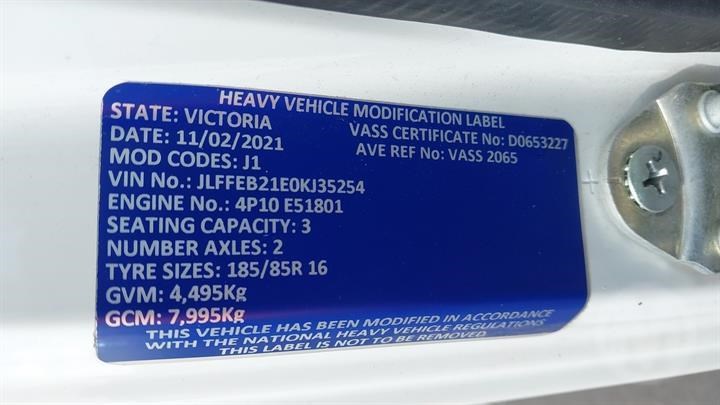 HEAVY VEHICLE MODIFICATION LABEL
STATE: VICTORIA
VASS CERTIFICATE No: D0653227
DATE: 11/02/2021
AVE REF No: VASS 2065
MOD CODES: J1
VIN No.: JLFFEB21E0KJ35254
ENGINE No.: 4P10 E51801
SEATING CAPACITY: 3
NUMBER AXLES: 2
TYRE SIZES: 185/85R 16
GVM: 4,495Kg
GCM: 7,995Kg
THIS VEHICLE HAS BEEN MODIFIED IN ACCORDANCE
WITH THE NATIONAL HEAVY VEHICLE REGULATIONS
THIS LABEL IS NOT TO BE REMOVED.